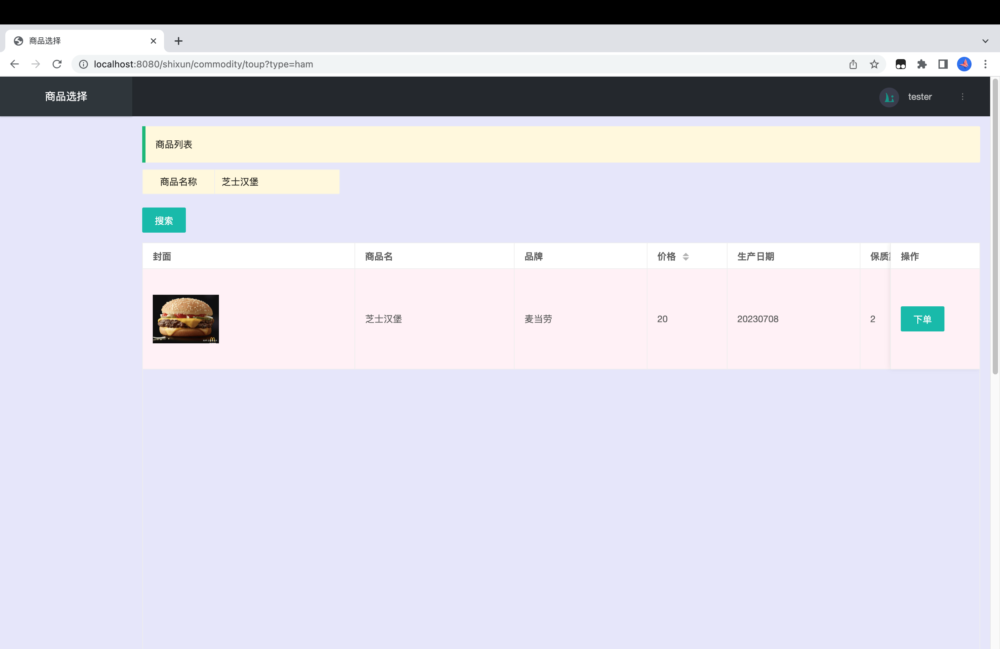 商品选择
localhost:8080/shixun/commodity/toup?type=ham
商品选择
tester
商品列表
商品名称 芝士汉堡
搜索
封面 商品名 品牌 价格 生产日期 保质 操作
芝士汉堡 麦当劳 20 20230708 2 下单